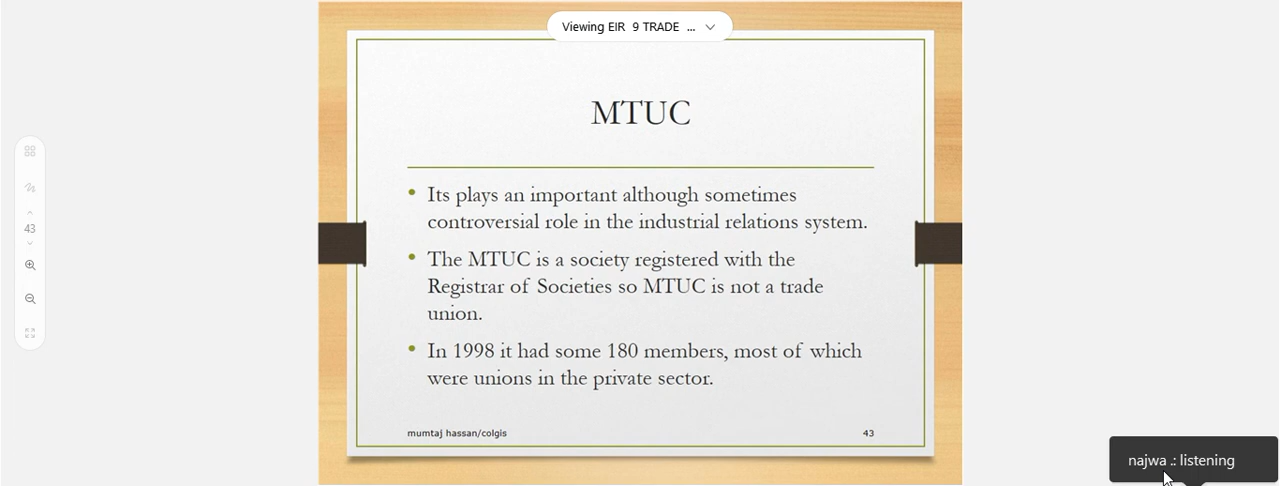 Viewing EIR 9 TRADE ...
MTUC
• Its plays an important although sometimes
controversial role in the industrial relations system.
• The MTUC is a society registered with the
Registrar of Societies so MTUC is not a trade
union.
• In 1998 it had some 180 members, most of which
were unions in the private sector.
mumtaj hassan/colgis
43
43
najwa .: listening